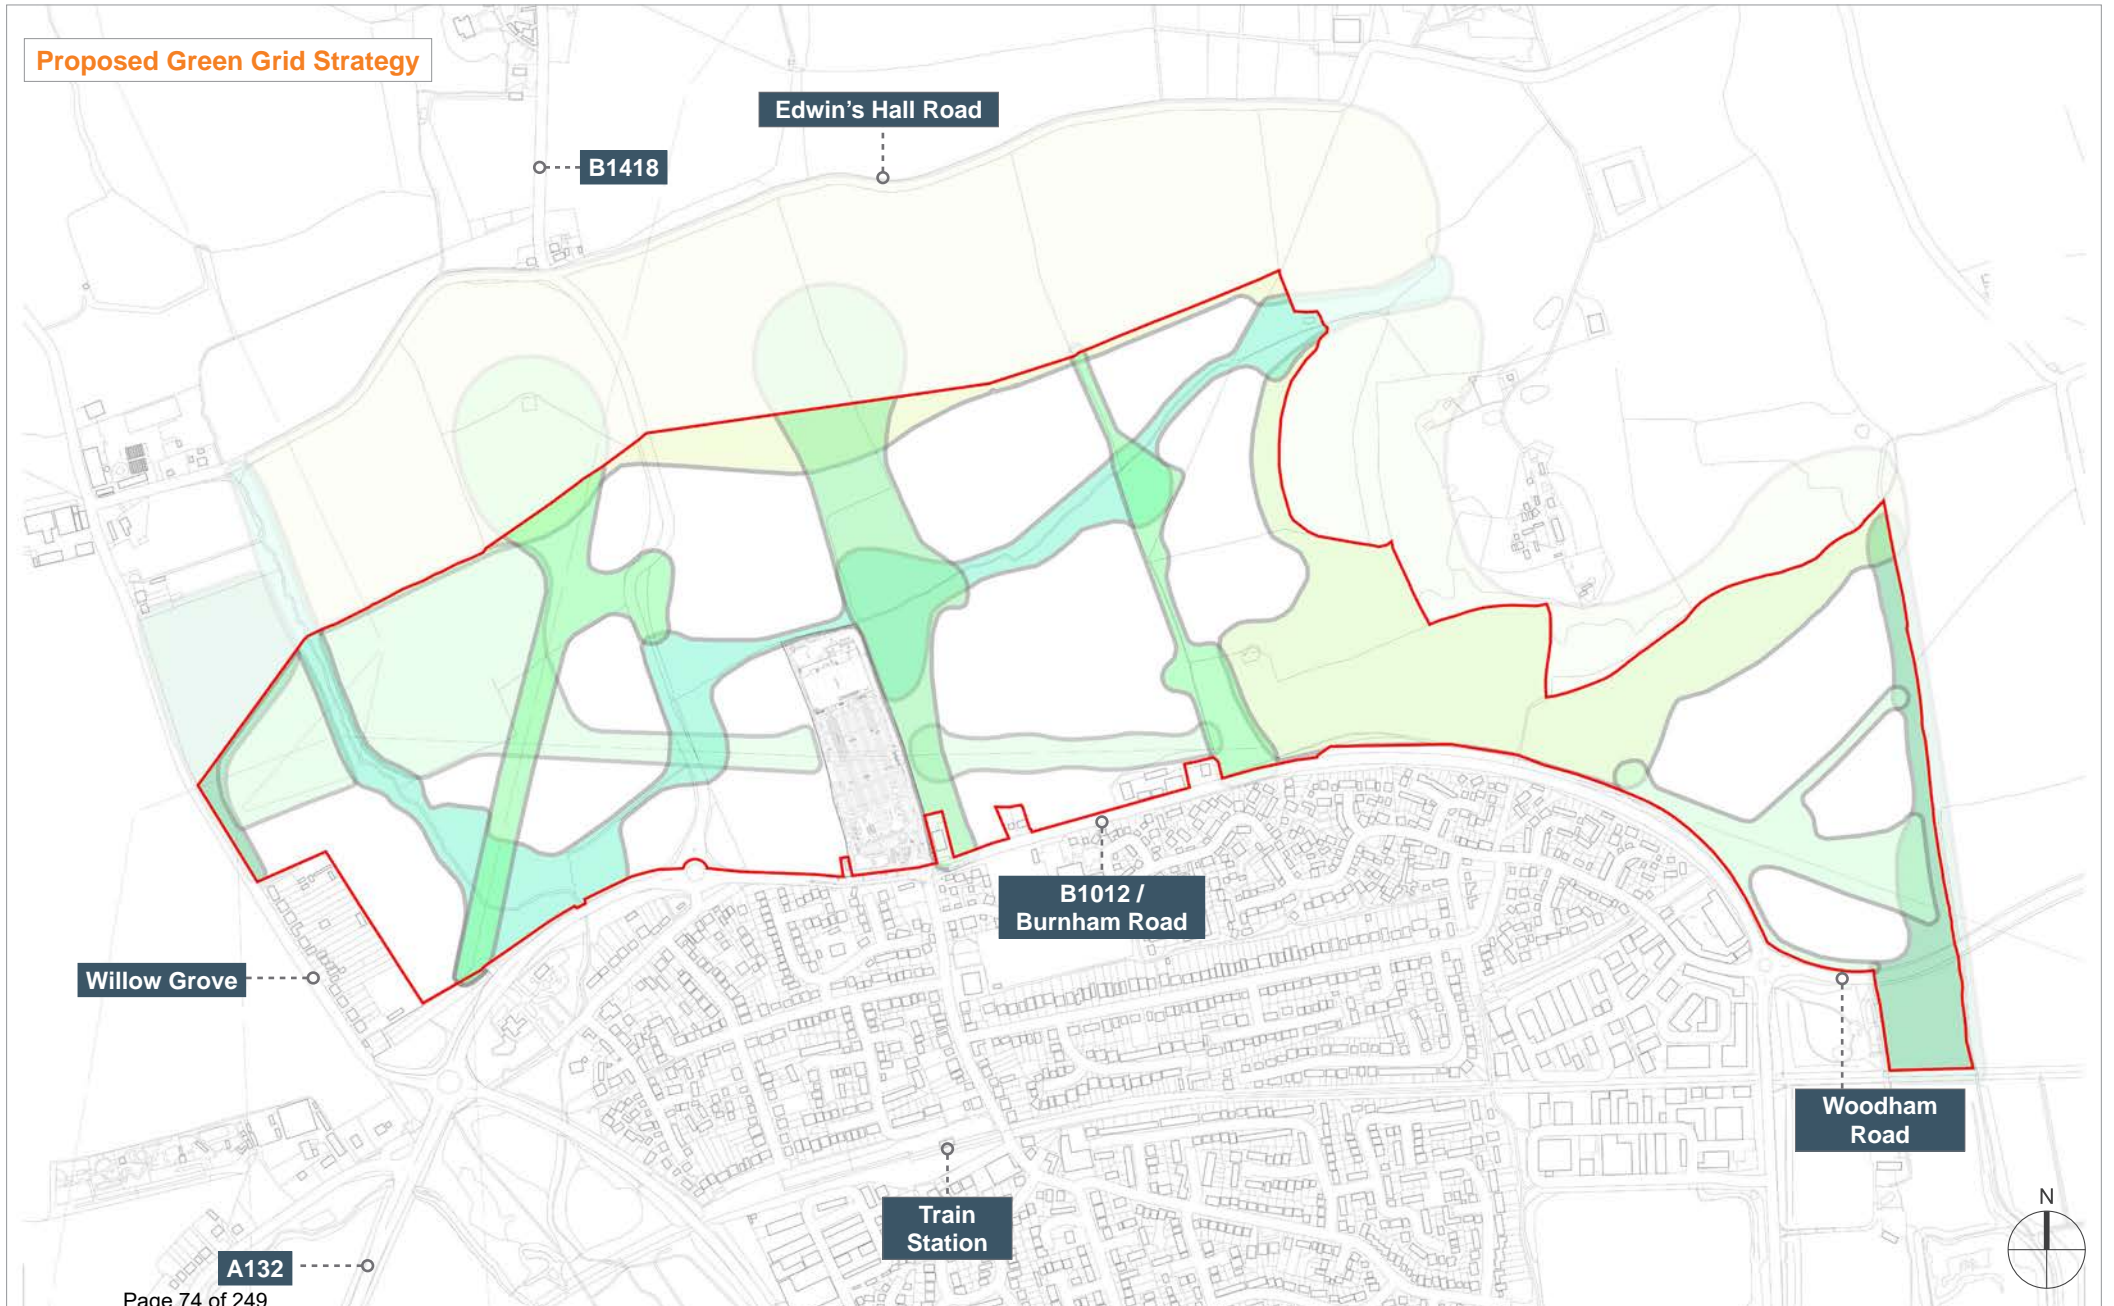 Proposed Green Grid Strategy
Edwin's Hall Road
B1418
B1012 /
Burnham Road
Willow Grove
Woodham
Road
Train
Station
N
A132
Page 74 of 249